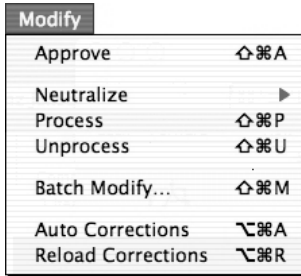 Modify
Approve ⇧⌘A
Neutralize ▶
Process ⇧⌘P
Unprocess ⇧⌘U
Batch Modify... ⇧⌘M
Auto Corrections ⌥⌘A
Reload Corrections ⌥⌘R